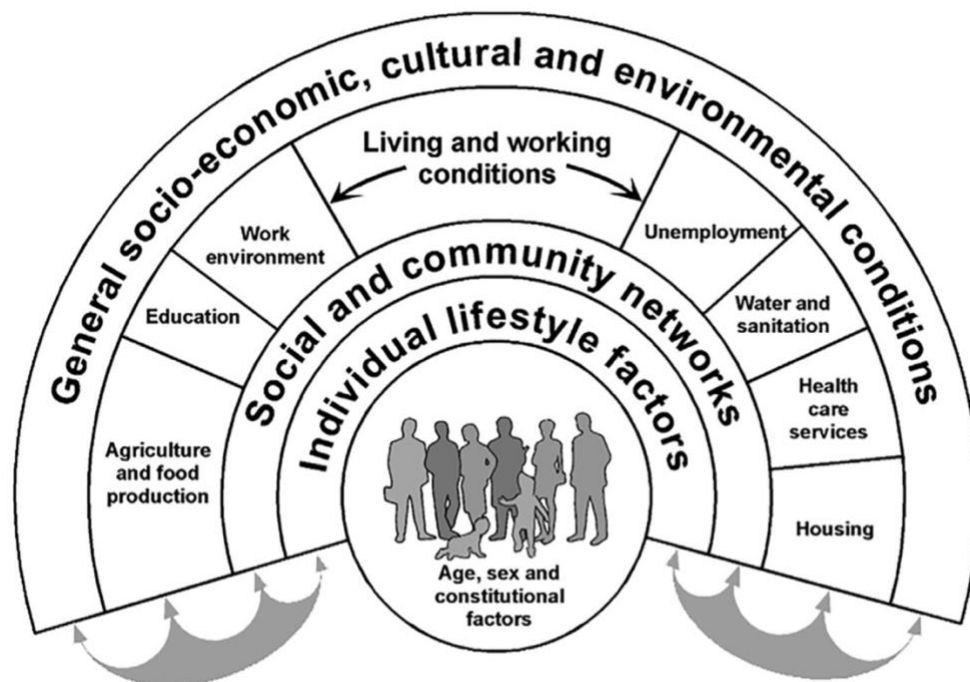 General socio-economic, cultural and environmental conditions
Living and working
conditions
Work
environment
Education
Agriculture
and food
production
Unemployment
Water and
sanitation
Health
care
services
Housing
Social and community networks
Individual lifestyle factors
Age, sex and
constitutional
factors